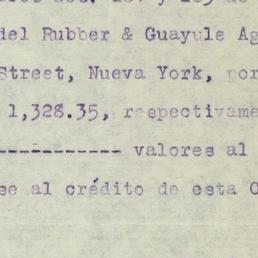 del Rubber & Guayule Ag
Street, Nueva York, por
1,328.35, respectivame
----------- valores al
se al crédito de esta C